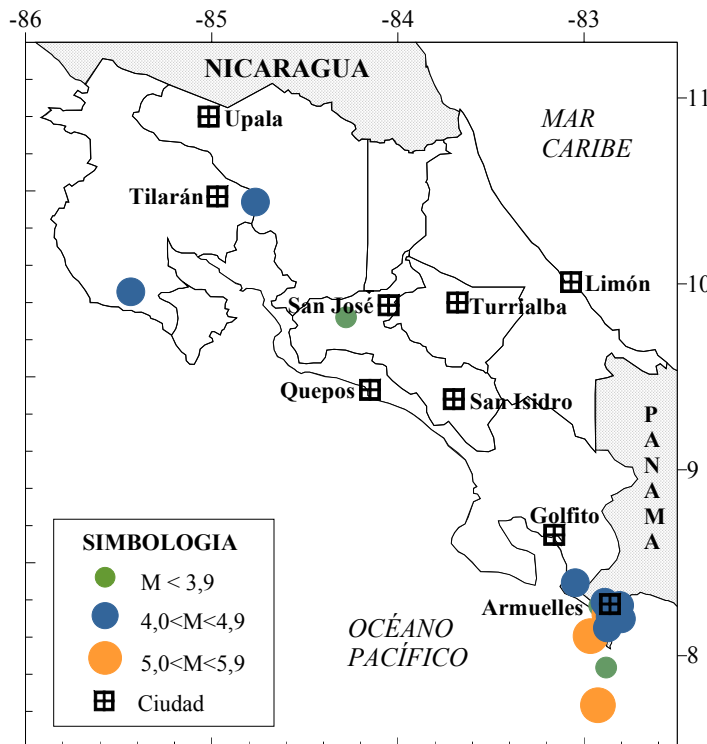 -86 -85 -84 -83
NICARAGUA
11
Upala
MAR
CARIBE
Tilarán
10
Limón
San José
Turrialba
Quepos
San Isidro
PANAMA
9
Golfito
SIMBOLOGIA
M < 3,9
4,0<M<4,9
5,0<M<5,9
Ciudad
Armuelles
OCÉANO
PACÍFICO
8